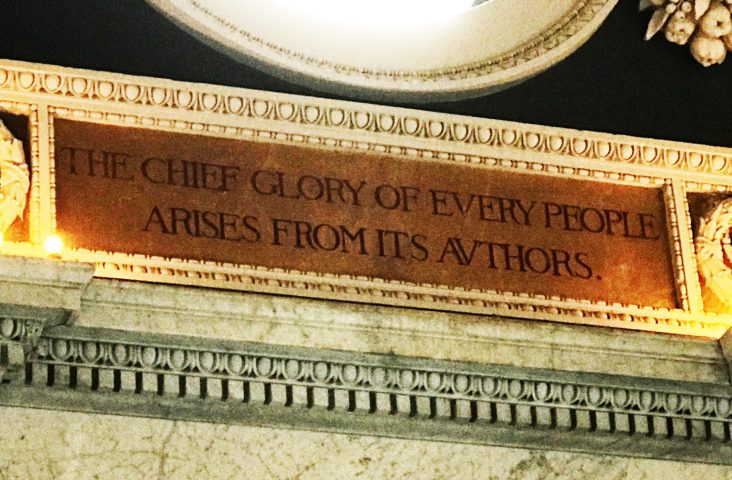 THE CHIEF GLORY OF EVERY PEOPLE
ARISES FROM ITS AVTHORS.